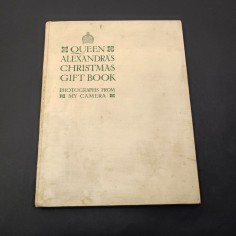 QUEEN
ALEXANDRA'S
CHRISTMAS
GIFT BOOK
PHOTOGRAPHS FROM
MY CAMERA